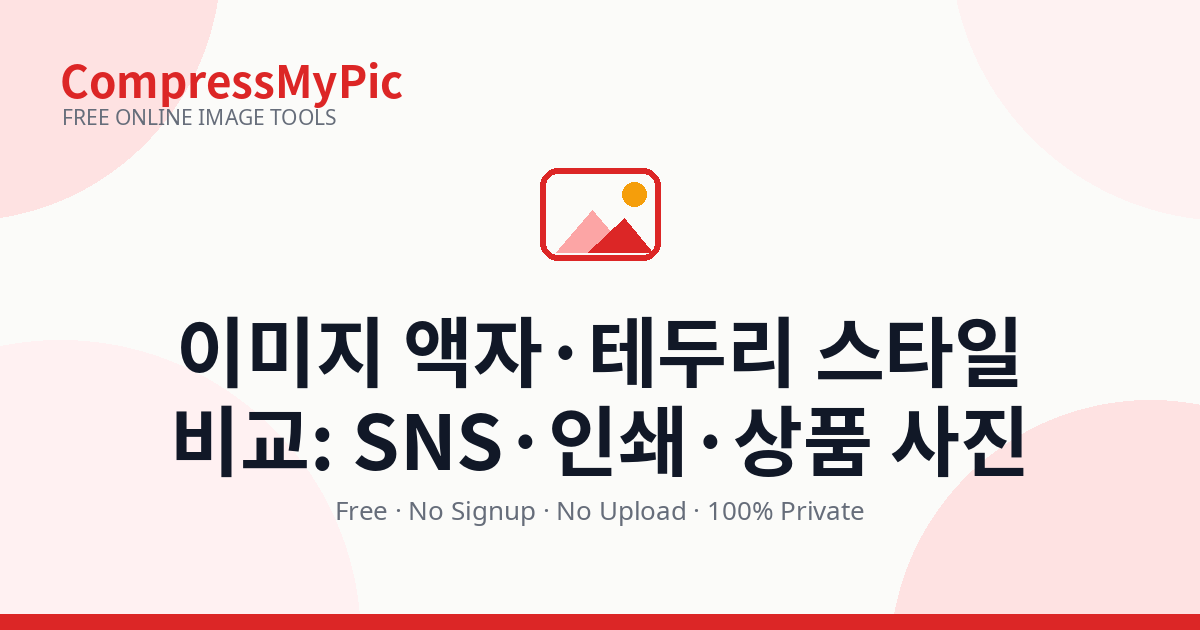 CompressMyPic
FREE ONLINE IMAGE TOOLS
이미지 액자·테두리 스타일
비교: SNS·인쇄·상품 사진
Free · No Signup · No Upload · 100% Private